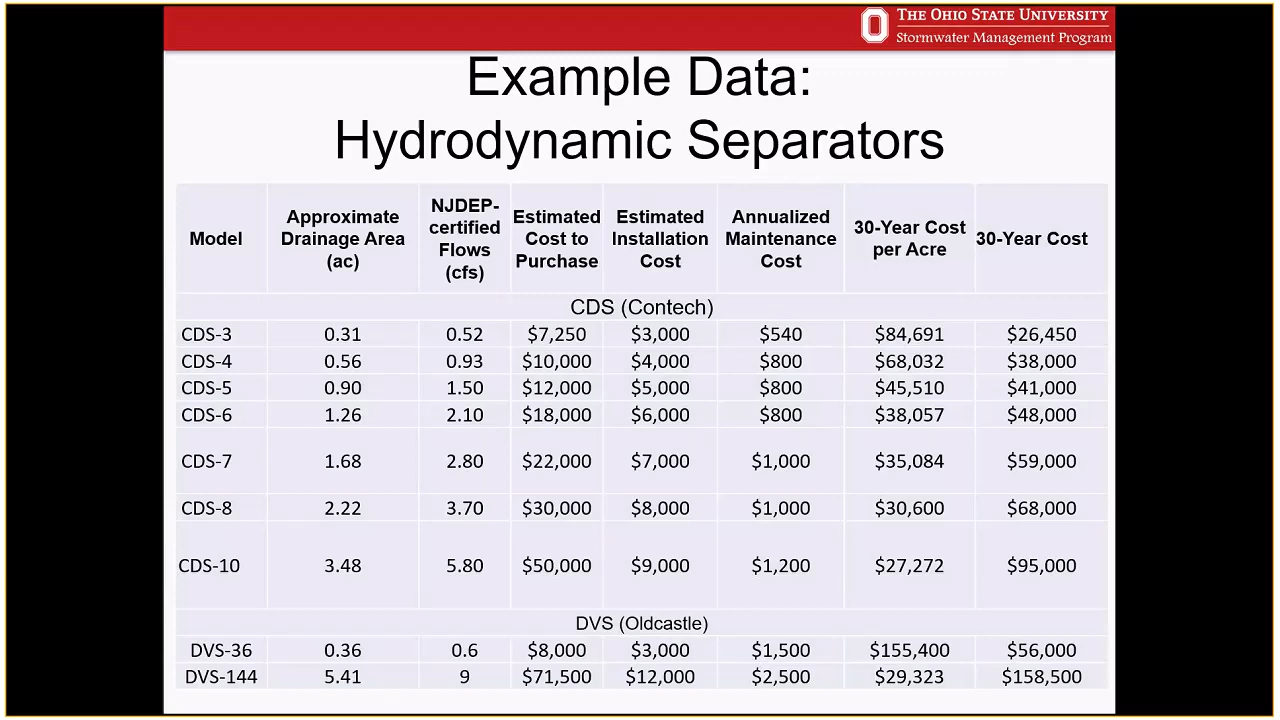 THE OHIO STATE UNIVERSITY
Stormwater Management Program
Example Data:
Hydrodynamic Separators
Model Approximate Drainage Area (ac) NJDEP-certified Flows (cfs) Estimated Cost to Purchase Estimated Installation Cost Annualized Maintenance Cost 30-Year Cost per Acre 30-Year Cost
CDS (Contech)
CDS-3 0.31 0.52 $7,250 $3,000 $540 $84,691 $26,450
CDS-4 0.56 0.93 $10,000 $4,000 $800 $68,032 $38,000
CDS-5 0.90 1.50 $12,000 $5,000 $800 $45,510 $41,000
CDS-6 1.26 2.10 $18,000 $6,000 $800 $38,057 $48,000
CDS-7 1.68 2.80 $22,000 $7,000 $1,000 $35,084 $59,000
CDS-8 2.22 3.70 $30,000 $8,000 $1,000 $30,600 $68,000
CDS-10 3.48 5.80 $50,000 $9,000 $1,200 $27,272 $95,000
DVS (Oldcastle)
DVS-36 0.36 0.6 $8,000 $3,000 $1,500 $155,400 $56,000
DVS-144 5.41 9 $71,500 $12,000 $2,500 $29,323 $158,500